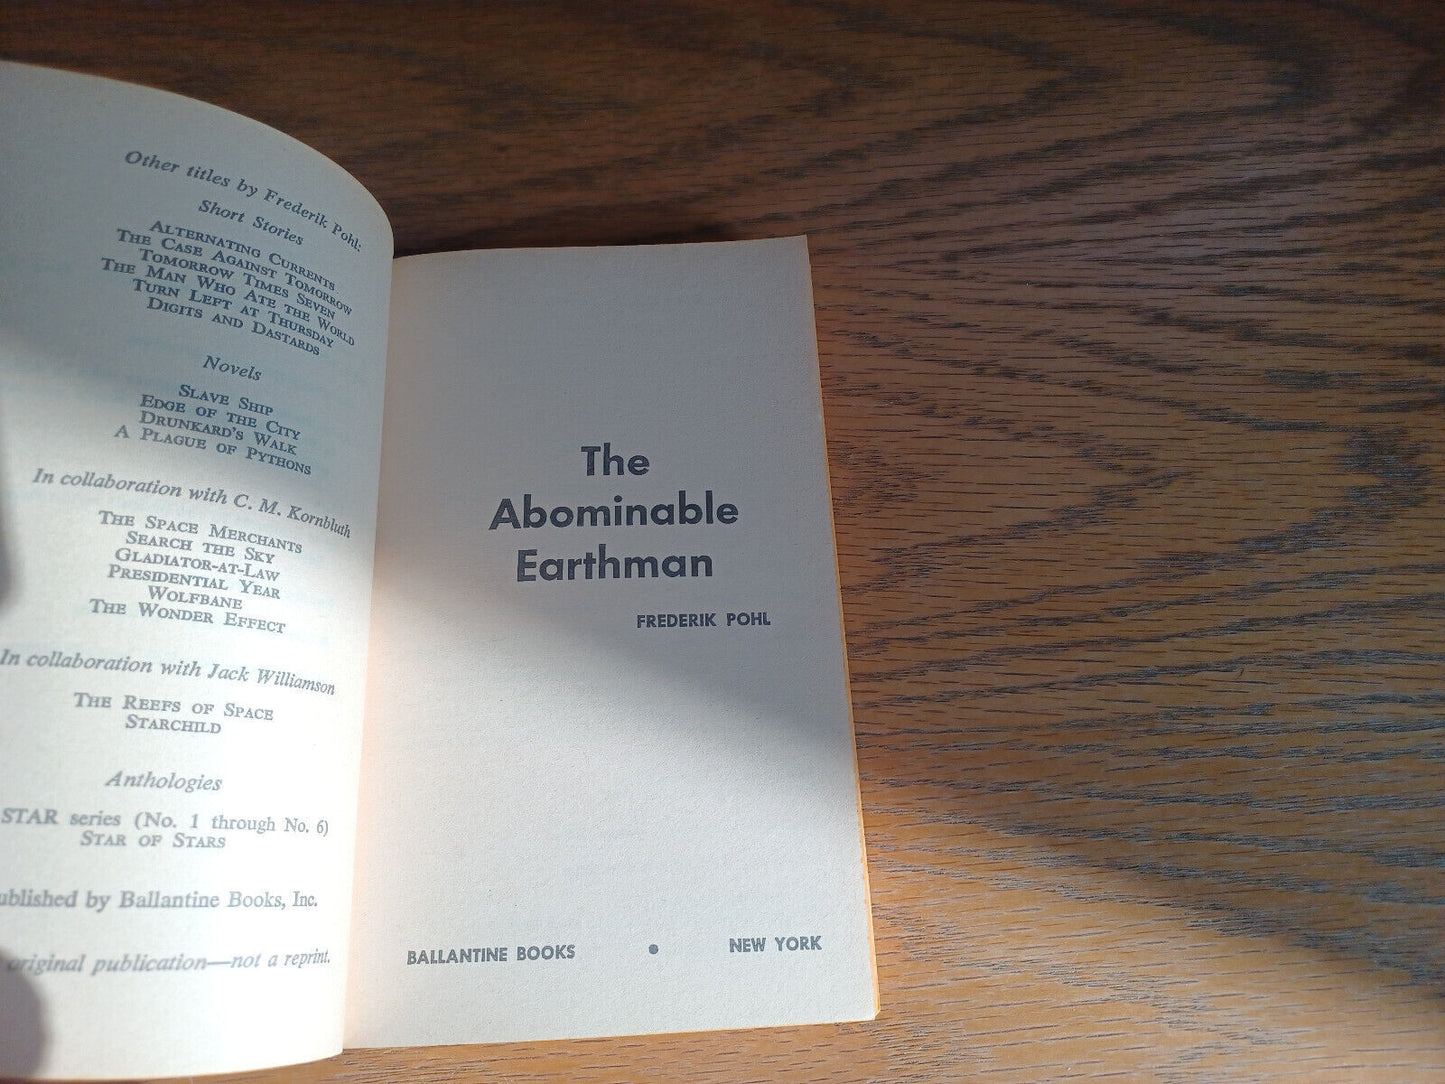 Other titles by Frederik Pohl:
Short Stories
ALTERNATING CURRENTS
THE CASE AGAINST TOMORROW
TOMORROW TIMES SEVEN
THE MAN WHO ATE THE WORLD
TURN LEFT AT THURSDAY
DIGITS AND DASTARDS
Novels
SLAVE SHIP
EDGE OF THE CITY
DRUNKARD'S WALK
A PLAGUE OF PYTHONS
In collaboration with C. M. Kornbluth
THE SPACE MERCHANTS
SEARCH THE SKY
GLADIATOR-AT-LAW
PRESIDENTIAL YEAR
WOLFBANE
THE WONDER EFFECT
In collaboration with Jack Williamson
THE REEFS OF SPACE
STARCHILD
Anthologies
STAR series (No. 1 through No. 6)
STAR OF STARS
ublished by Ballantine Books, Inc.
original publication—not a reprint.
The
Abominable
Earthman
FREDERIK POHL
BALLANTINE BOOKS • NEW YORK